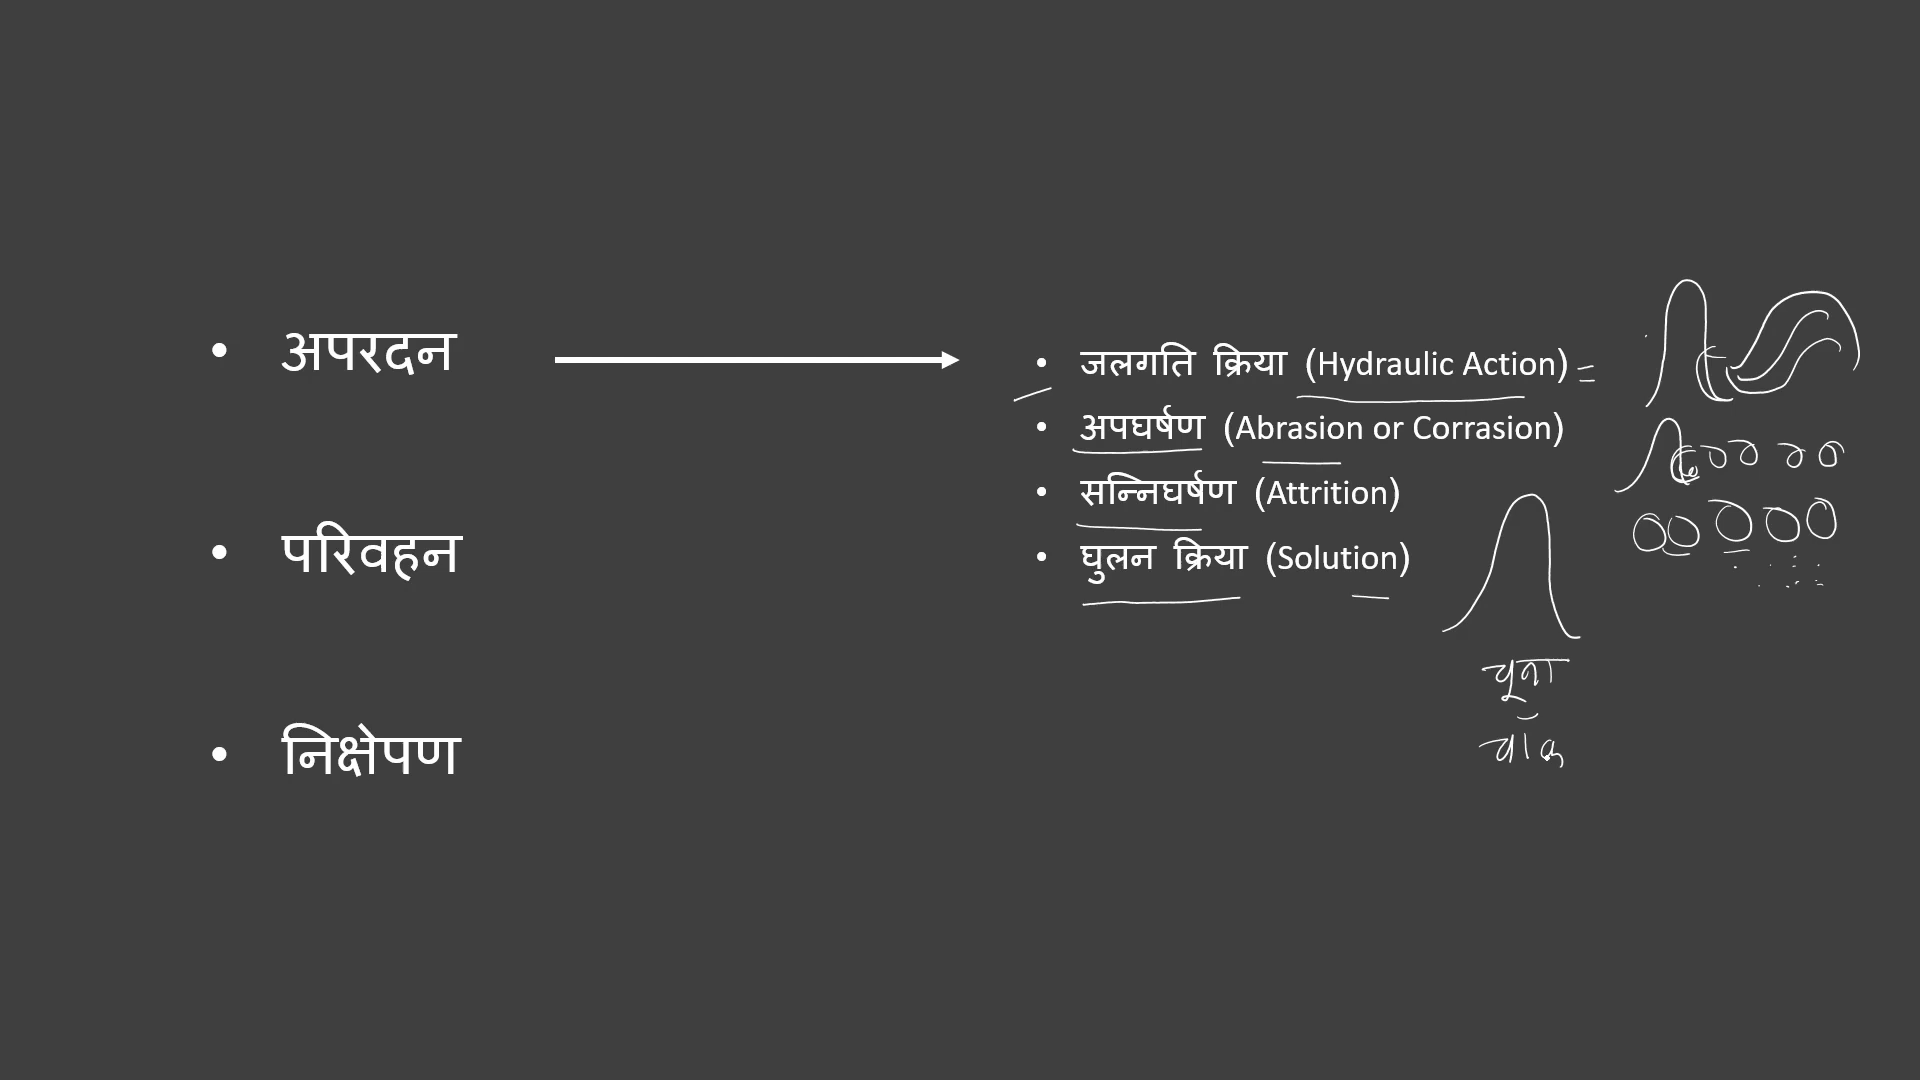 • अपरदन
• परिवहन
• निक्षेपण
• जलगति क्रिया (Hydraulic Action) =
• अपघर्षण (Abrasion or Corrasion)
• सन्निघर्षण (Attrition)
• घुलन क्रिया (Solution)
चूना
चाक